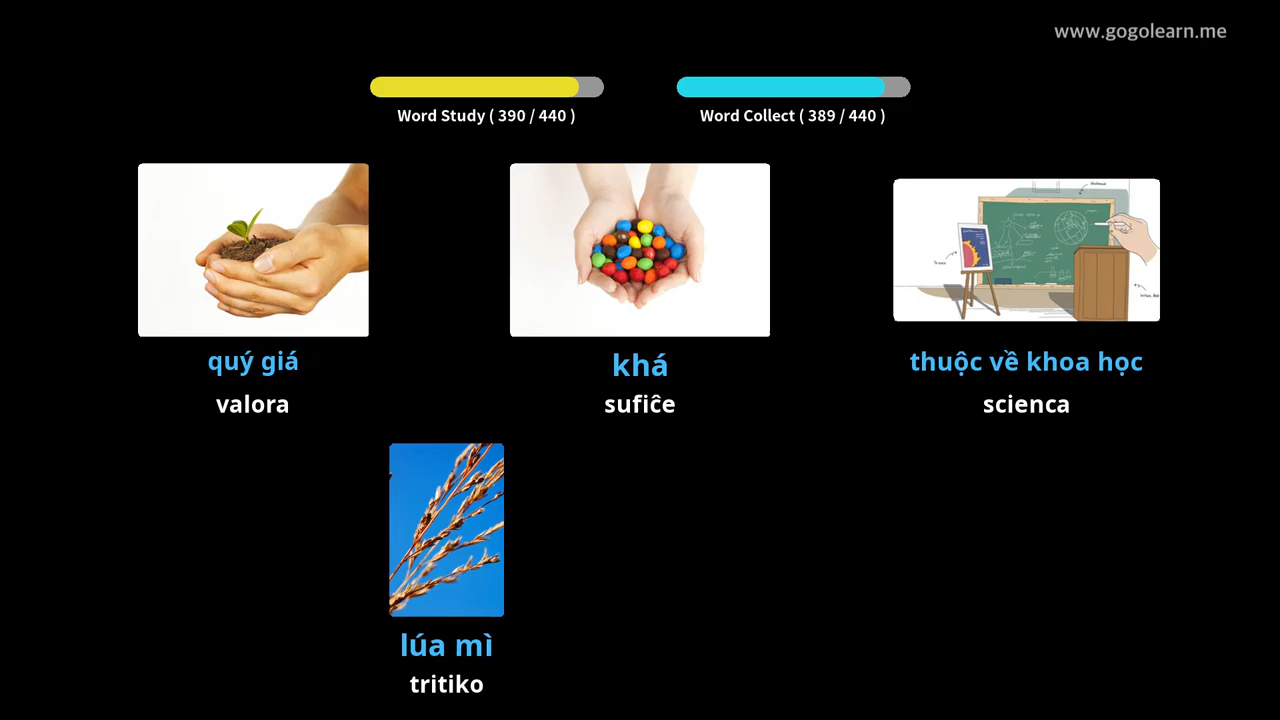 www.gogolearn.me
Word Study ( 390 / 440 )
Word Collect ( 389 / 440 )
quý giá
valora
khá
sufiĉe
thuộc về khoa học
scienca
lúa mì
tritiko